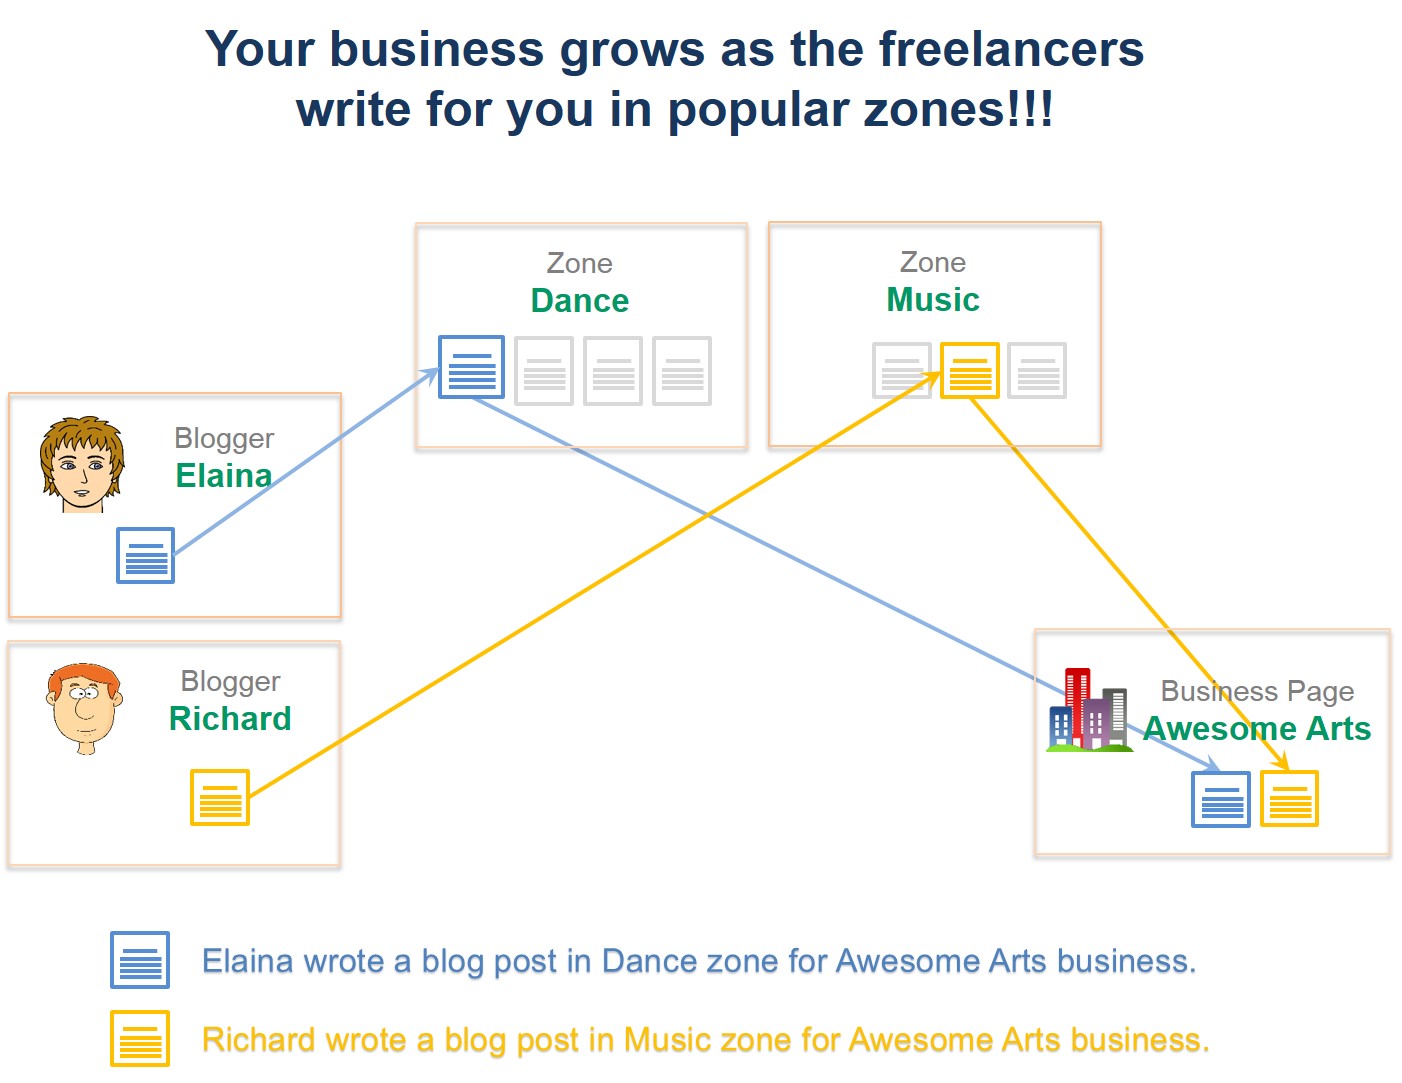 Your business grows as the freelancers
write for you in popular zones!!!
Zone
Dance
Zone
Music
Blogger
Elaina
Blogger
Richard
Business Page
Awesome Arts
Elaina wrote a blog post in Dance zone for Awesome Arts business.
Richard wrote a blog post in Music zone for Awesome Arts business.